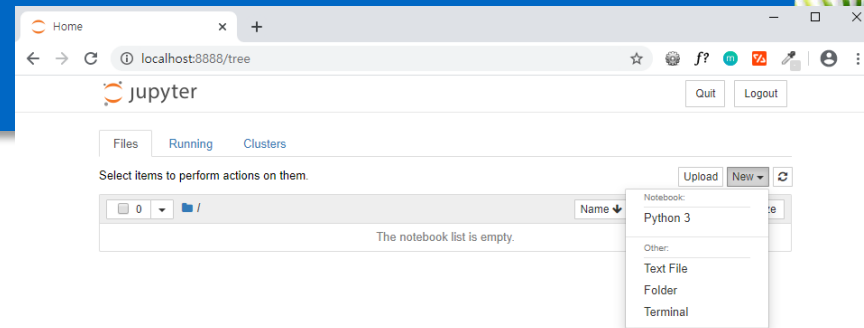 Home
localhost:8888/tree
f?
m
jupyter
Quit Logout
Files Running Clusters
Select items to perform actions on them.
Upload New
0 / Name
Notebook:
Python 3
The notebook list is empty.
Other:
Text File
Folder
Terminal